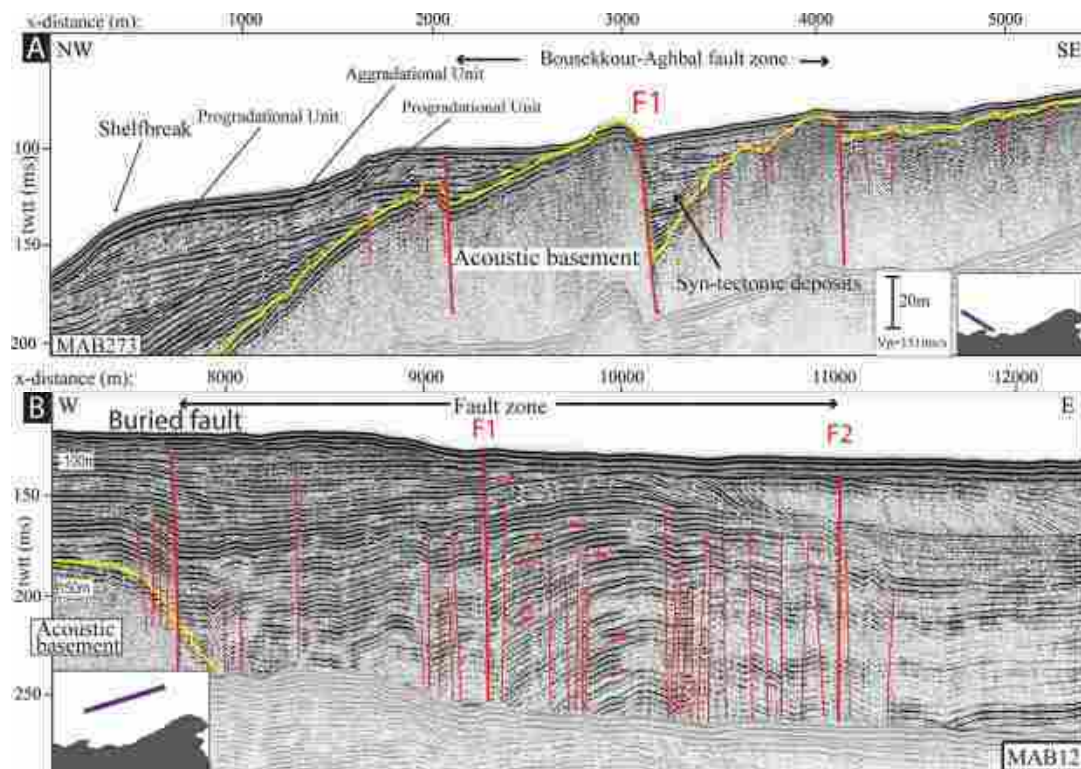 x-distance (m): 1000 2000 3000 4000 5000
A NW Bousekkour-Aghbal fault zone SE
Aggradational Unit
F1
Progradational Unit Progradational Unit
Shelfbreak
100
twtt (ms)
150
Acoustic basement
Syn-tectonic deposits
20m
200
MAB273
x-distance (m): 8000 9000 10000 11000 12000
B W Fault zone E
Buried fault F1 F2
100m
150
twtt (ms)
200
Acoustic
basement
250
MAB12